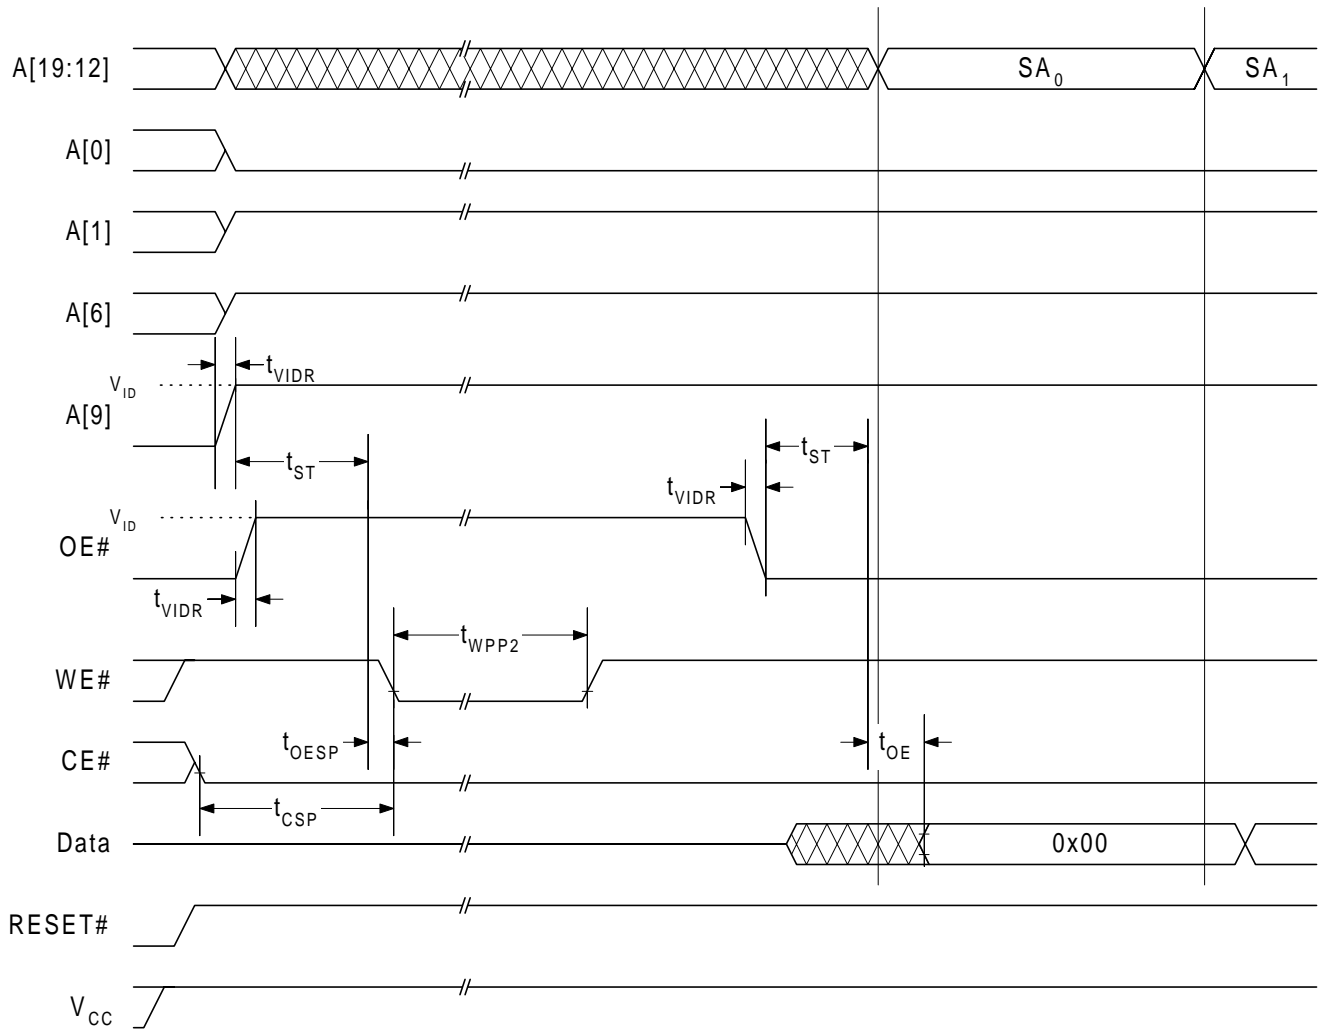 A[19:12]
SA0
SA1
A[0]
A[1]
A[6]
tVIDR
VID
A[9]
tST
tST
tVIDR
VID
OE#
tVIDR
tWPP2
WE#
tOESP
tOE
CE#
tCSP
Data
0x00
RESET#
VCC